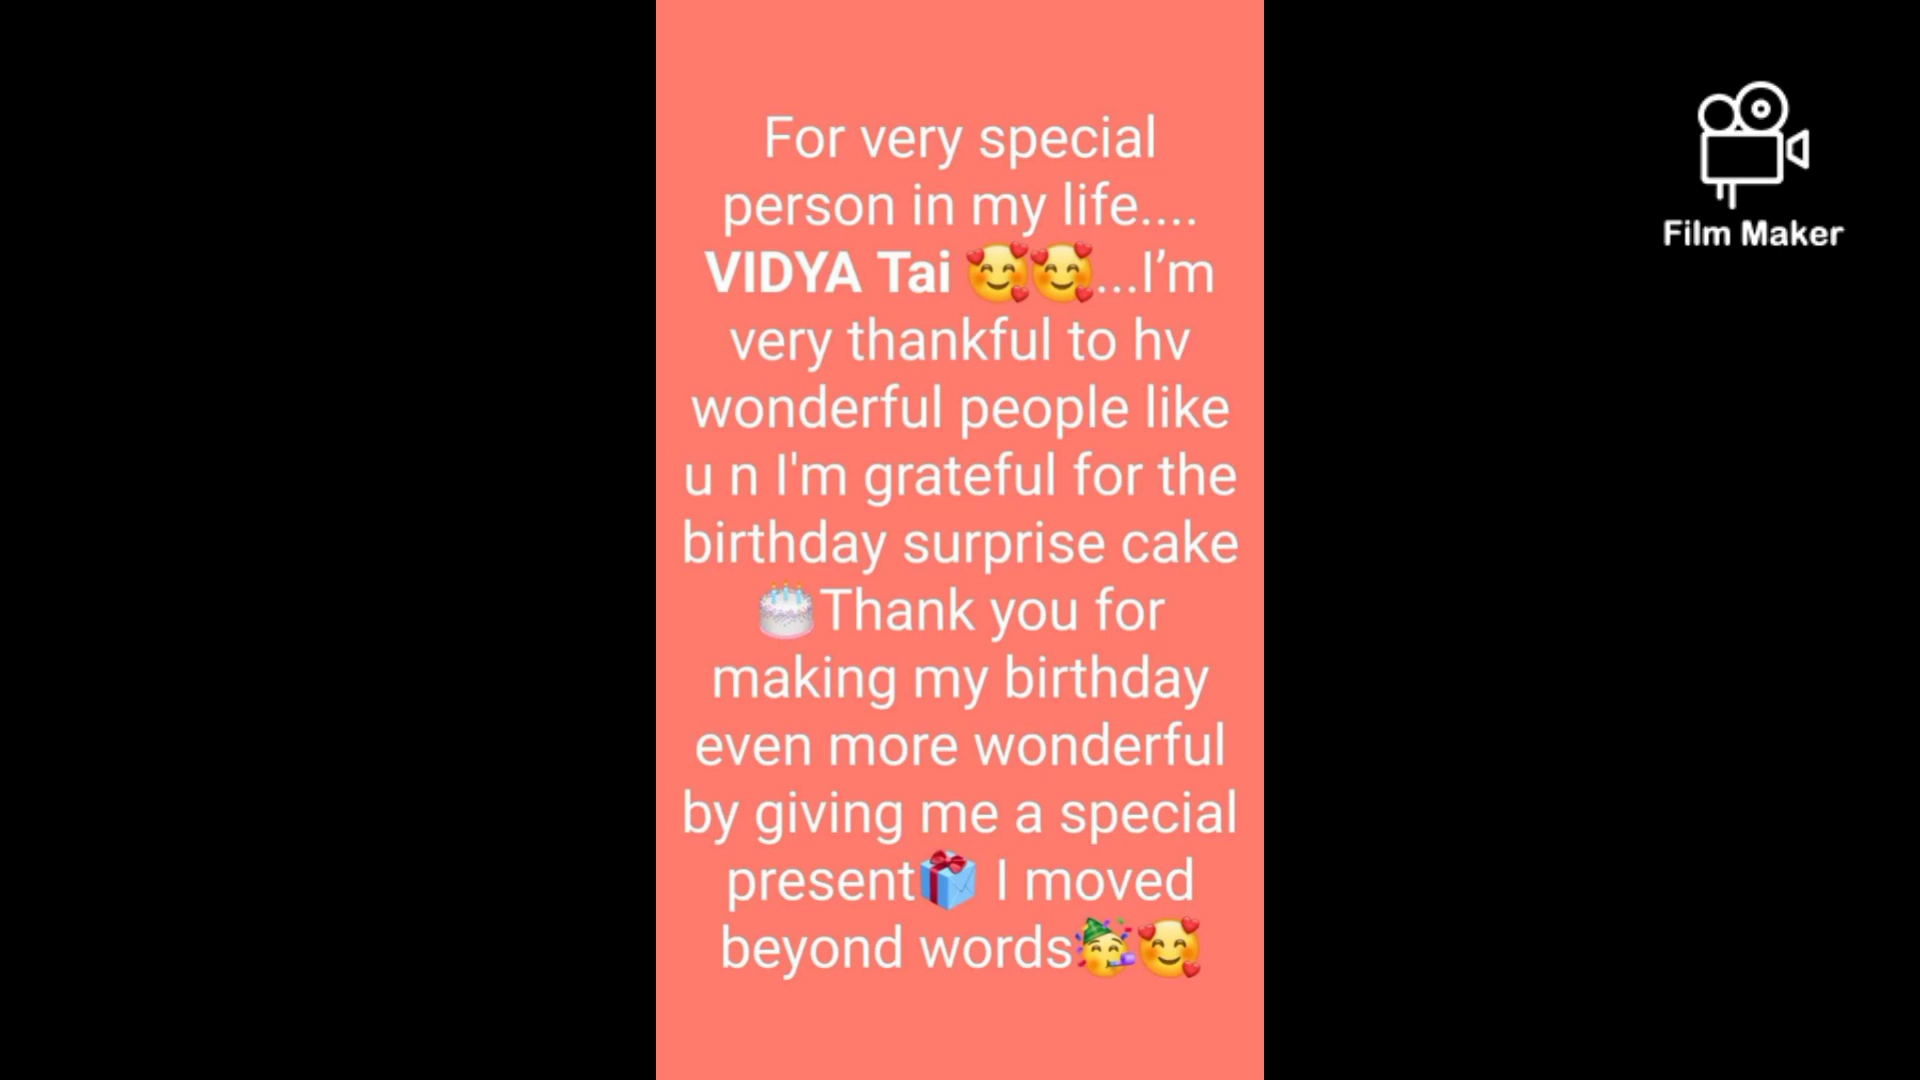 For very special
person in my life....
VIDYA Tai 🥰🥰...I’m
very thankful to hv
wonderful people like
u n I'm grateful for the
birthday surprise cake
🎂Thank you for
making my birthday
even more wonderful
by giving me a special
present🎁 I moved
beyond words🥳🥰
Film Maker